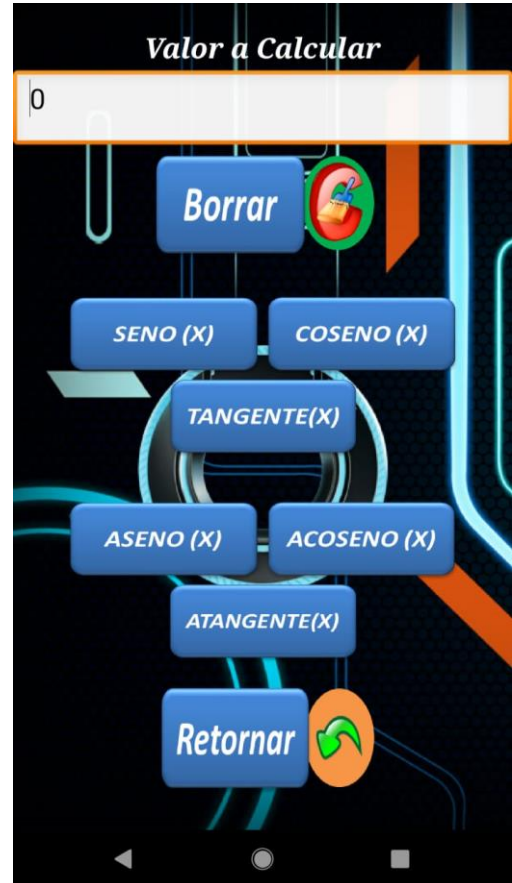 Valor a Calcular
0
Borrar
SENO (X) COSENO (X)
TANGENTE(X)
ASENO (X) ACOSENO (X)
ATANGENTE(X)
Retornar